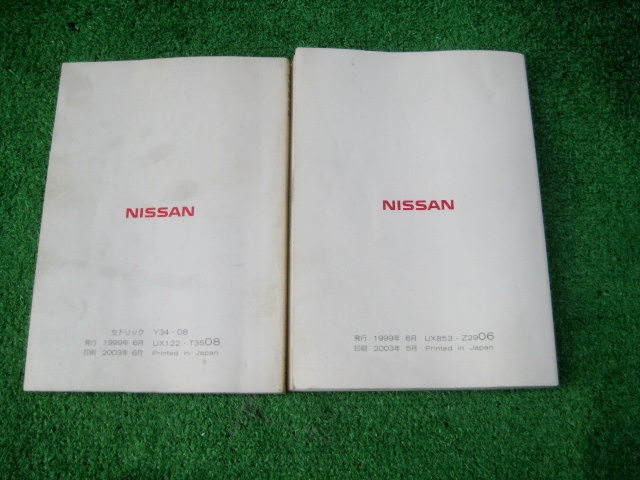 NISSAN
セドリック Y34-08
発行 1999年 6月 UX122-T3508
印刷 2003年 6月 Printed in Japan
NISSAN
発行 1999年 6月 UX853-Z2906
印刷 2003年 5月 Printed in Japan